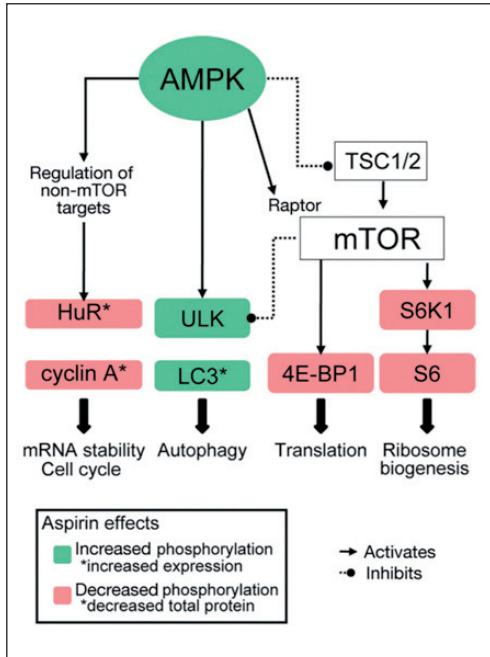 AMPK
TSC1/2
Regulation of
non-mTOR
targets
Raptor
mTOR
HuR*
ULK
S6K1
cyclin A*
LC3*
4E-BP1
S6
mRNA stability
Cell cycle
Autophagy
Translation
Ribosome
biogenesis
Aspirin effects
Increased phosphorylation
*increased expression
Decreased phosphorylation
*decreased total protein
Activates
Inhibits